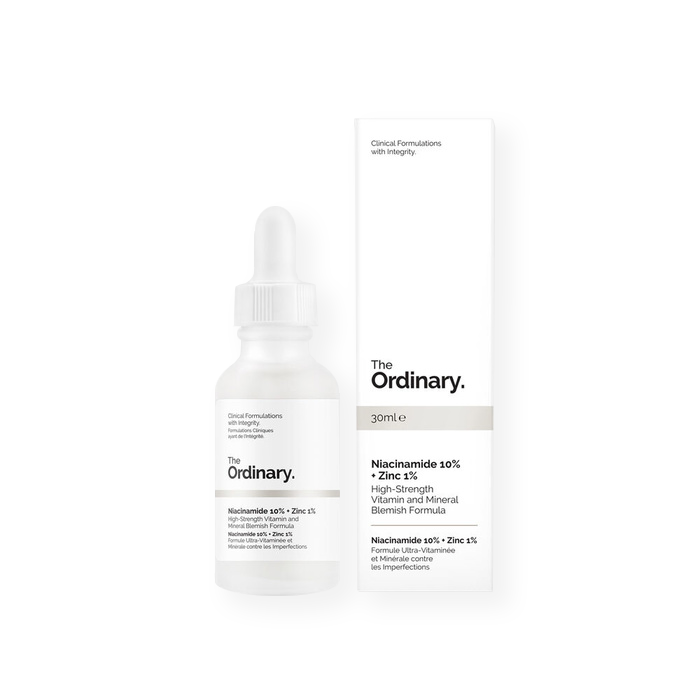 Clinical Formulations
with Integrity.
Formulations Cliniques
ayant de l'Intégrité.
The
Ordinary.
Niacinamide 10% + Zinc 1%
High-Strength Vitamin and
Mineral Blemish Formula
Niacinamide 10% + Zinc 1%
Formule Ultra-Vitaminée et
Minérale contre les Imperfections
Clinical Formulations
with Integrity.
The
Ordinary.
30ml ℮
Niacinamide 10%
+ Zinc 1%
High-Strength
Vitamin and Mineral
Blemish Formula
Niacinamide 10% + Zinc 1%
Formule Ultra-Vitaminée
et Minérale contre
les Imperfections